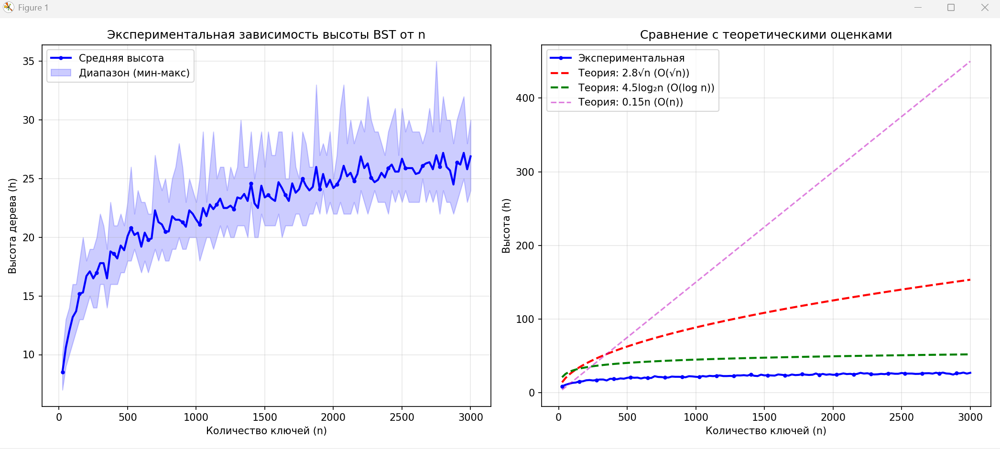 Figure 1
Экспериментальная зависимость высоты BST от n
Средняя высота
Диапазон (мин-макс)
35
30
25
20
15
10
Высота дерева (h)
0 500 1000 1500 2000 2500 3000
Количество ключей (n)
Сравнение с теоретическими оценками
Экспериментальная
Теория: 2.8√n (O(√n))
Теория: 4.5log₂n (O(log n))
Теория: 0.15n (O(n))
400
300
200
100
0
Высота (h)
0 500 1000 1500 2000 2500 3000
Количество ключей (n)